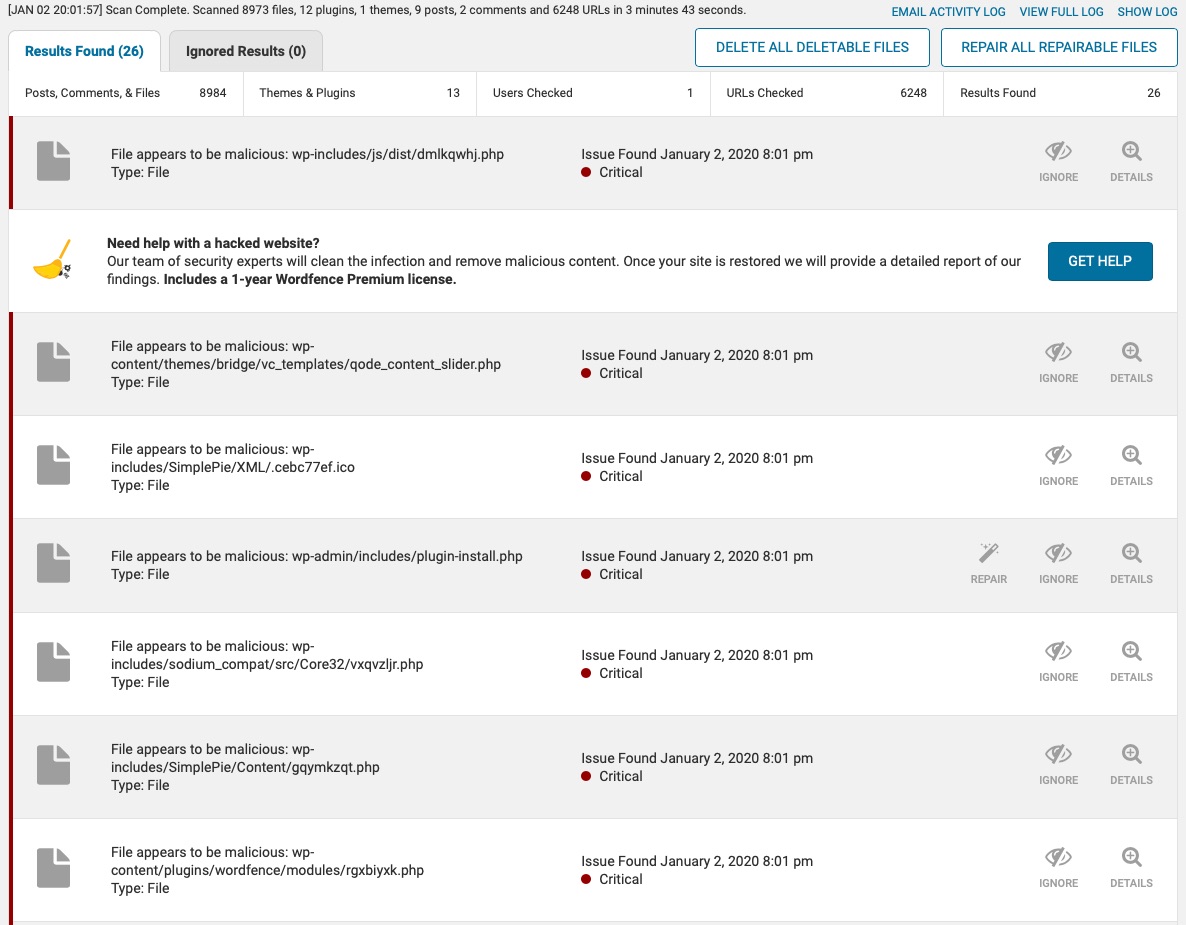 [JAN 02 20:01:57] Scan Complete. Scanned 8973 files, 12 plugins, 1 themes, 9 posts, 2 comments and 6248 URLs in 3 minutes 43 seconds.
EMAIL ACTIVITY LOG VIEW FULL LOG SHOW LOG
Results Found (26) Ignored Results (0)
DELETE ALL DELETABLE FILES REPAIR ALL REPAIRABLE FILES
Posts, Comments, & Files 8984 Themes & Plugins 13 Users Checked 1 URLs Checked 6248 Results Found 26
File appears to be malicious: wp-includes/js/dist/dmlkqwhj.php
Type: File
Issue Found January 2, 2020 8:01 pm
Critical
IGNORE DETAILS
Need help with a hacked website?
Our team of security experts will clean the infection and remove malicious content. Once your site is restored we will provide a detailed report of our
findings. Includes a 1-year Wordfence Premium license.
GET HELP
File appears to be malicious: wp-
content/themes/bridge/vc_templates/qode_content_slider.php
Type: File
Issue Found January 2, 2020 8:01 pm
Critical
IGNORE DETAILS
File appears to be malicious: wp-
includes/SimplePie/XML/.cebc77ef.ico
Type: File
Issue Found January 2, 2020 8:01 pm
Critical
IGNORE DETAILS
File appears to be malicious: wp-admin/includes/plugin-install.php
Type: File
Issue Found January 2, 2020 8:01 pm
Critical
REPAIR IGNORE DETAILS
File appears to be malicious: wp-
includes/sodium_compat/src/Core32/vxqvzljr.php
Type: File
Issue Found January 2, 2020 8:01 pm
Critical
IGNORE DETAILS
File appears to be malicious: wp-
includes/SimplePie/Content/gqymkzqt.php
Type: File
Issue Found January 2, 2020 8:01 pm
Critical
IGNORE DETAILS
File appears to be malicious: wp-
content/plugins/wordfence/modules/rgxbiyxk.php
Type: File
Issue Found January 2, 2020 8:01 pm
Critical
IGNORE DETAILS